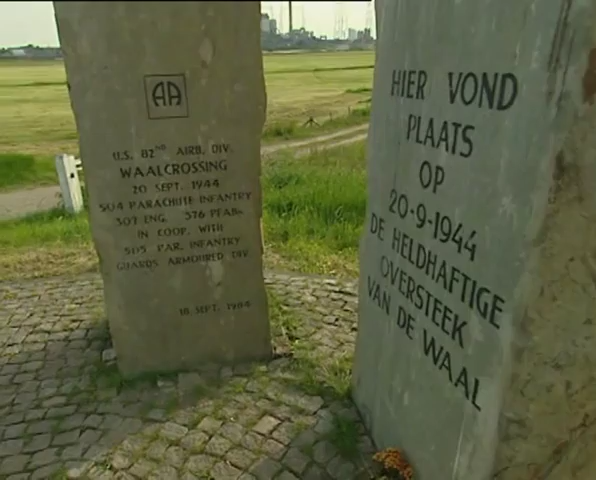 AA
U.S. 82ND AIRB. DIV.
WAALCROSSING
20 SEPT. 1944
504 PARACHUTE INFANTRY
307 ENG. 376 PFAB.
IN COOP. WITH
505 PAR. INFANTRY
GUARDS ARMOURED DIV.
18 SEPT. 1984
HIER VOND
PLAATS
OP
20-9-1944
DE HELDHAFTIGE
OVERSTEEK
VAN DE WAAL